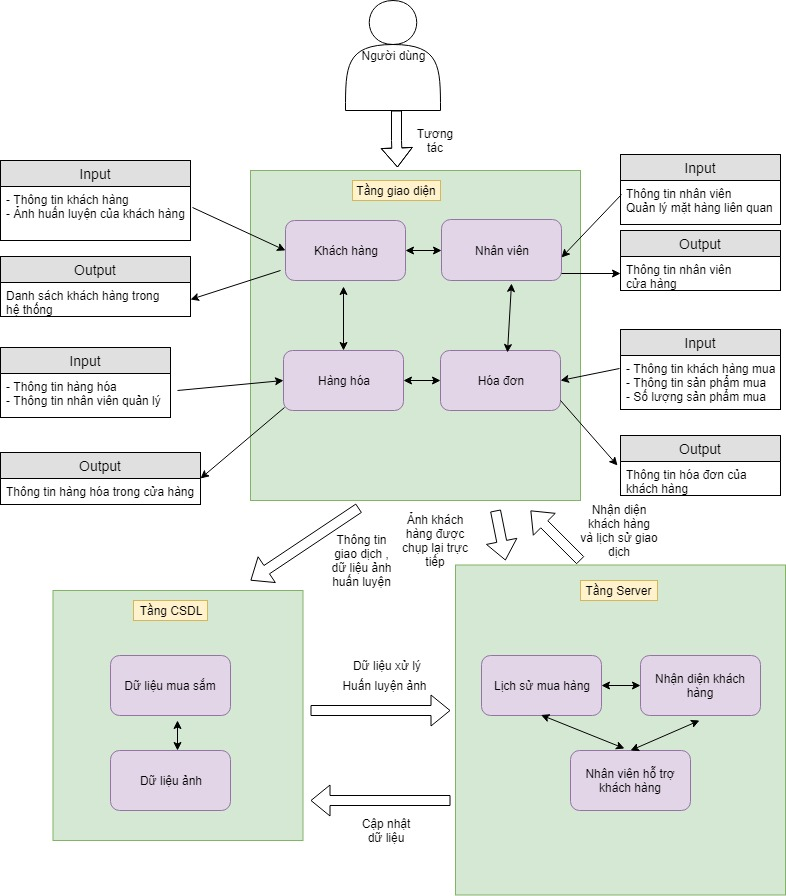 Người dùng
Tương
tác
Input
- Thông tin khách hàng
- Ảnh huấn luyện của khách hàng
Output
Danh sách khách hàng trong
hệ thống
Input
- Thông tin hàng hóa
- Thông tin nhân viên quản lý
Output
Thông tin hàng hóa trong cửa hàng
Tầng giao diện
Khách hàng
Nhân viên
Hàng hóa
Hóa đơn
Input
Thông tin nhân viên
Quản lý mặt hàng liên quan
Output
Thông tin nhân viên
cửa hàng
Input
- Thông tin khách hàng mua
- Thông tin sản phẩm mua
- Số lượng sản phẩm mua
Output
Thông tin hóa đơn của
khách hàng
Thông tin
giao dịch ,
dữ liệu ảnh
huấn luyện
Ảnh khách
hàng được
chụp lại trực
tiếp
Nhận diện
khách hàng
và lịch sử giao
dịch
Tầng CSDL
Dữ liệu mua sắm
Dữ liệu ảnh
Dữ liệu xử lý
Huấn luyện ảnh
Cập nhật
dữ liệu
Tầng Server
Lịch sử mua hàng
Nhận diện khách
hàng
Nhân viên hỗ trợ
khách hàng